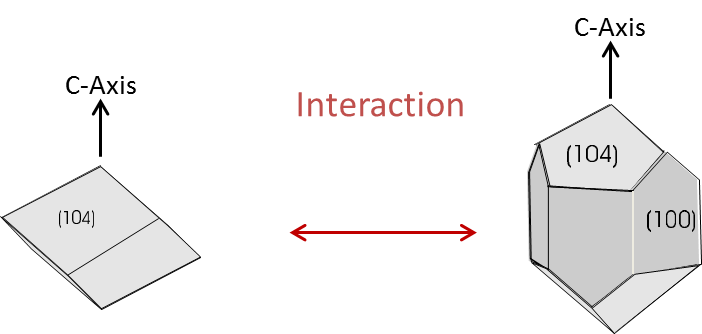 C-Axis
C-Axis
Interaction
(104)
(104)
(100)